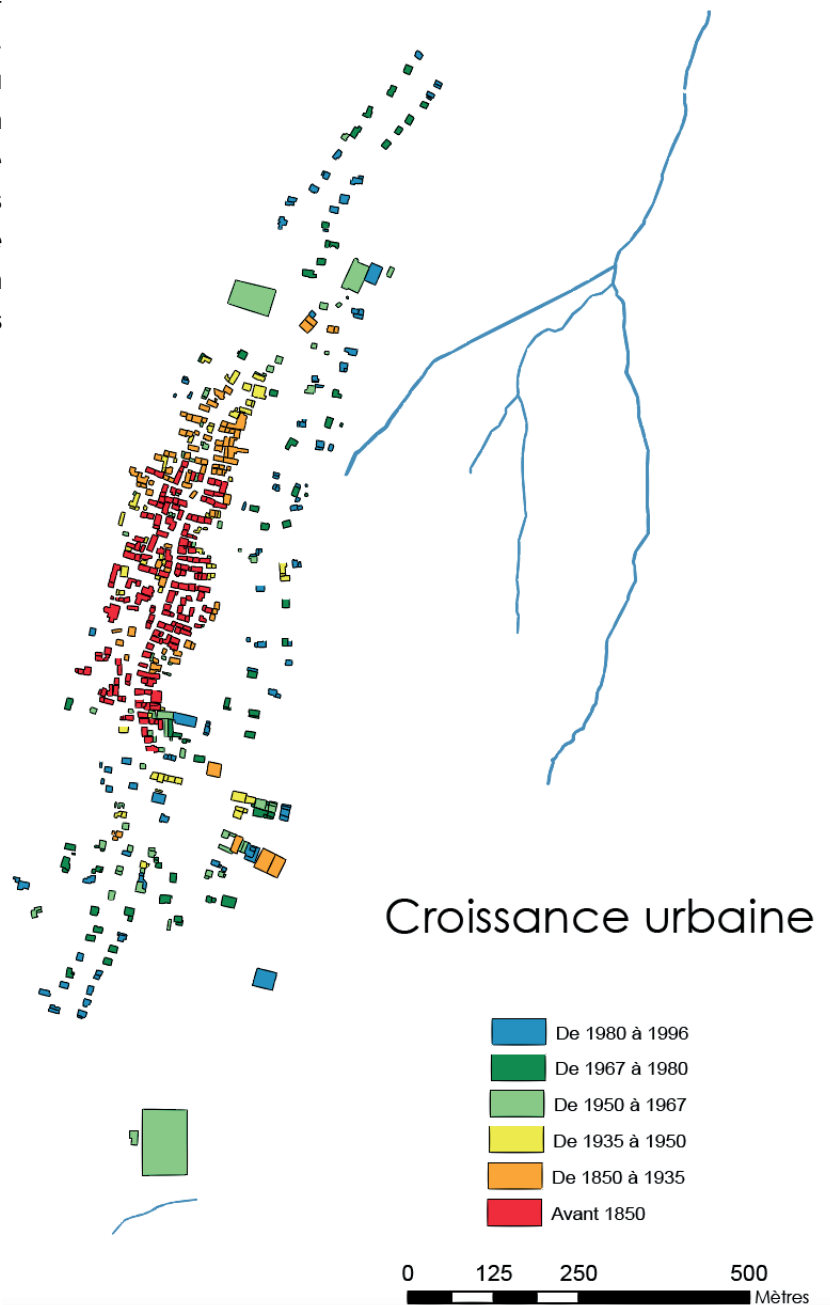 Croissance urbaine
De 1980 à 1996
De 1967 à 1980
De 1950 à 1967
De 1935 à 1950
De 1850 à 1935
Avant 1850
0 125 250 500
Mètres